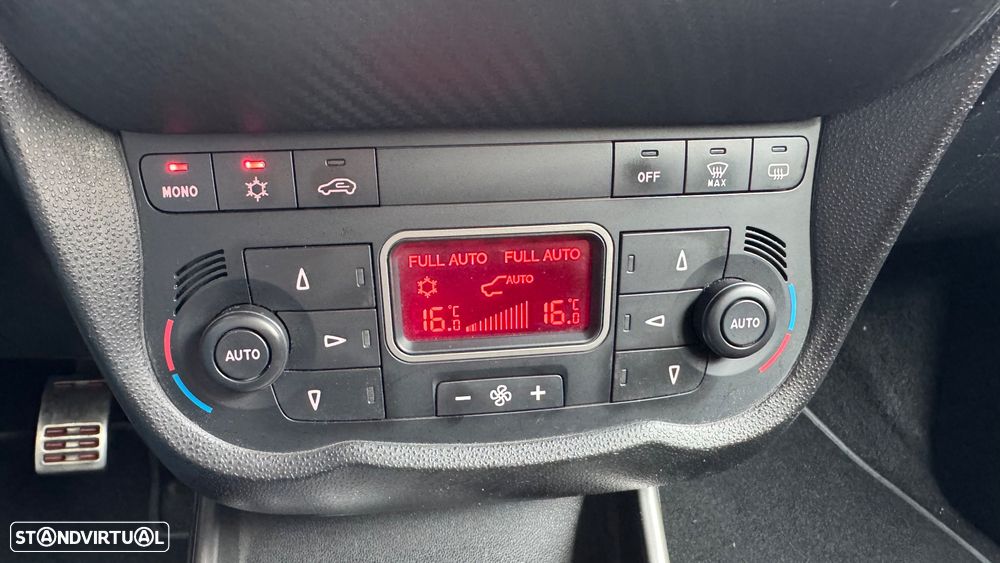 MONO
OFF
MAX
FULL AUTO FULL AUTO
AUTO
16.0 °C 16.0 °C
AUTO
AUTO
− +
STANDVIRTUAL